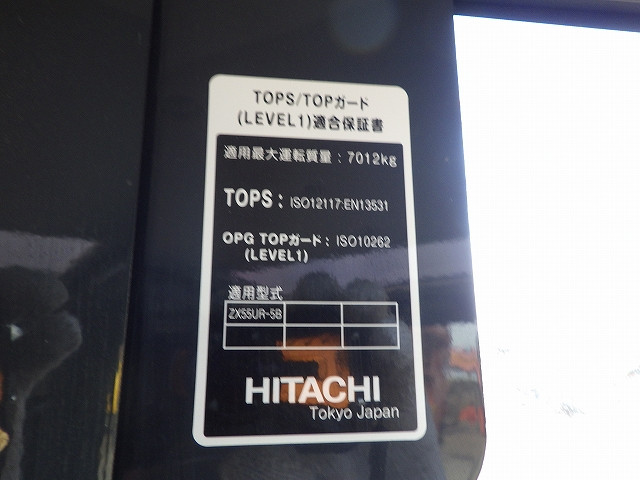 TOPS/TOPガード
(LEVEL1)適合保証書
適用最大運転質量：7012kg
TOPS：ISO12117:EN13531
OPG TOPガード：ISO10262
(LEVEL1)
適用型式
ZX55UR-5B
HITACHI
Tokyo Japan